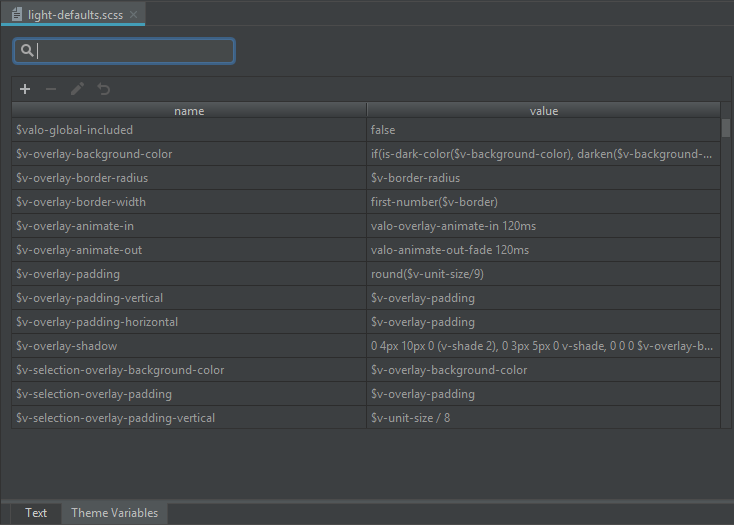 light-defaults.scss
name value
$valo-global-included false
$v-overlay-background-color if(is-dark-color($v-background-color), darken($v-background-...
$v-overlay-border-radius $v-border-radius
$v-overlay-border-width first-number($v-border)
$v-overlay-animate-in valo-overlay-animate-in 120ms
$v-overlay-animate-out valo-animate-out-fade 120ms
$v-overlay-padding round($v-unit-size/9)
$v-overlay-padding-vertical $v-overlay-padding
$v-overlay-padding-horizontal $v-overlay-padding
$v-overlay-shadow 0 4px 10px 0 (v-shade 2), 0 3px 5px 0 v-shade, 0 0 0 $v-overlay-b...
$v-selection-overlay-background-color $v-overlay-background-color
$v-selection-overlay-padding $v-overlay-padding
$v-selection-overlay-padding-vertical $v-unit-size / 8
Text Theme Variables